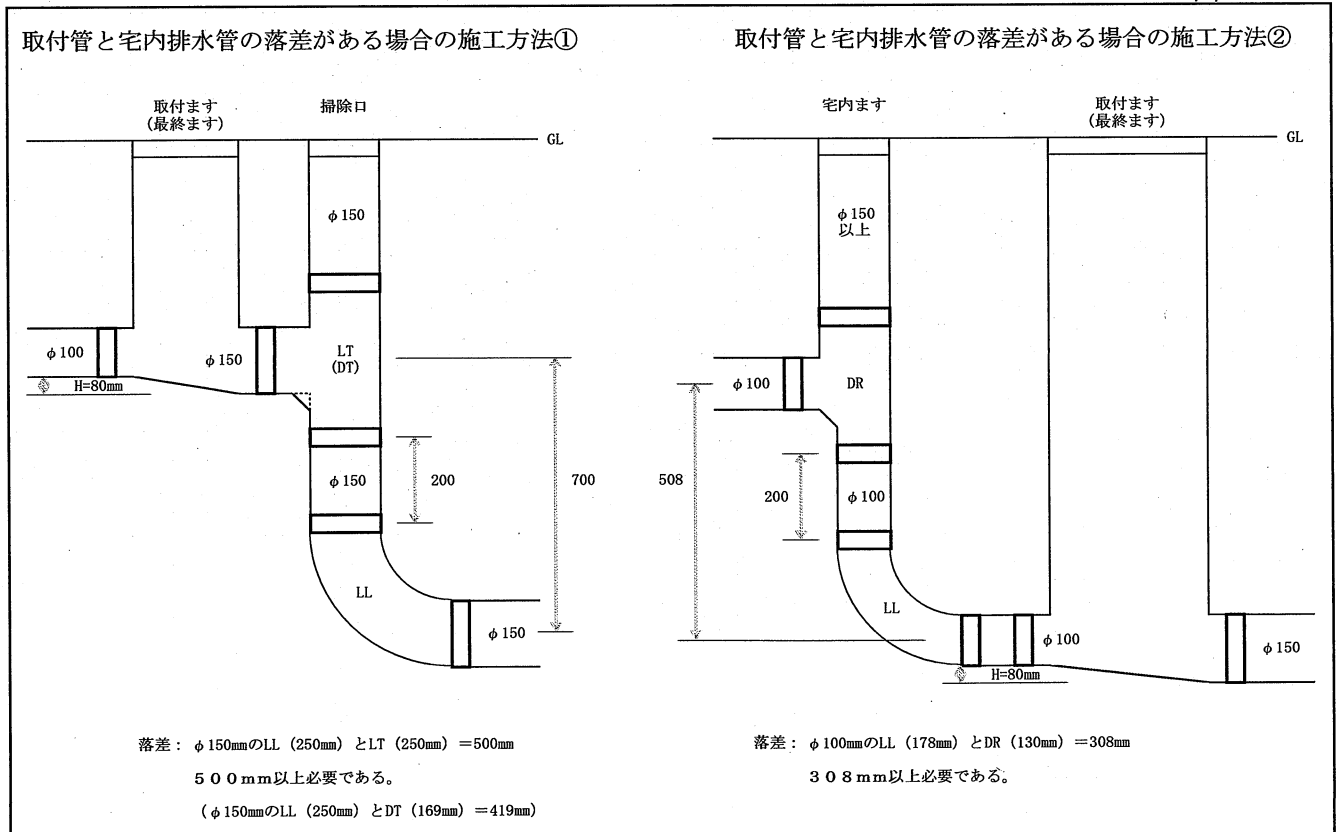 取付管と宅内排水管の落差がある場合の施工方法①
取付ます
(最終ます)
掃除口
GL
φ150
φ100
φ150
LT
(DT)
H=80mm
φ150
200
700
LL
φ150
落差： φ150mmのLL（250mm）とLT（250mm）＝500mm
５００ｍｍ以上必要である。
（φ150mmのLL（250mm）とDT（169mm）＝419mm）
取付管と宅内排水管の落差がある場合の施工方法②
宅内ます
取付ます
(最終ます)
GL
φ150
以上
φ100
DR
508
200
φ100
LL
φ100
φ150
H=80mm
落差： φ100mmのLL（178mm）とDR（130mm）＝308mm
３０８ｍｍ以上必要である。